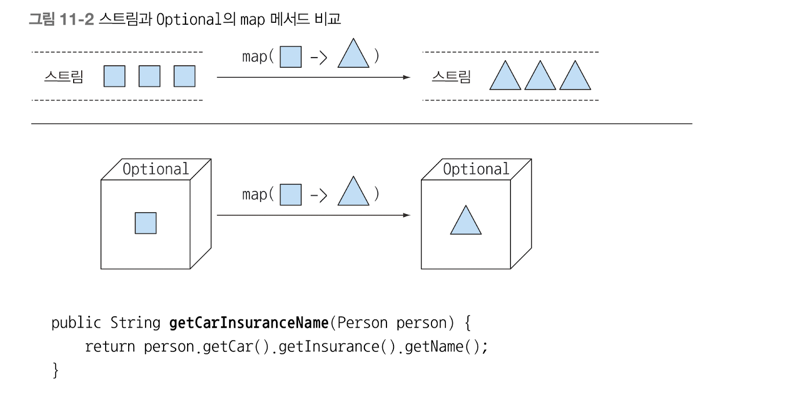 그림 11-2 스트림과 Optional의 map 메서드 비교
map( -> )
스트림
스트림
Optional
map( -> )
Optional
public String getCarInsuranceName(Person person) {
return person.getCar().getInsurance().getName();
}